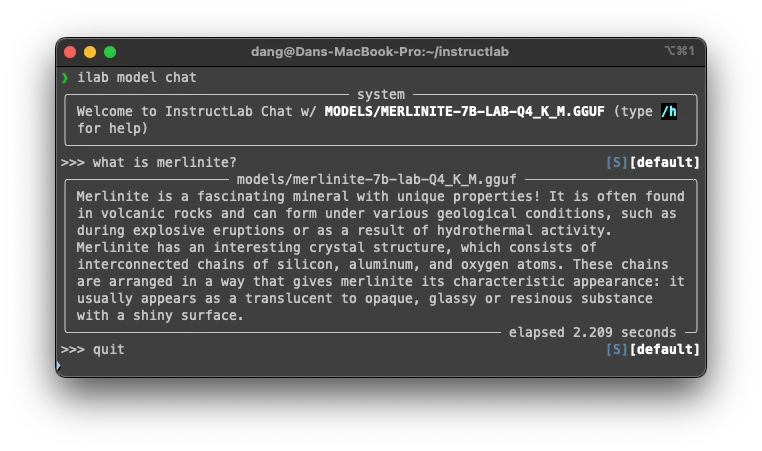 dang@Dans-MacBook-Pro:~/instructlab ⌥⌘1
❯ ilab model chat
system
Welcome to InstructLab Chat w/ MODELS/MERLINITE-7B-LAB-Q4_K_M.GGUF (type /h
for help)
>>> what is merlinite? [S][default]
models/merlinite-7b-lab-Q4_K_M.gguf
Merlinite is a fascinating mineral with unique properties! It is often found
in volcanic rocks and can form under various geological conditions, such as
during explosive eruptions or as a result of hydrothermal activity.
Merlinite has an interesting crystal structure, which consists of
interconnected chains of silicon, aluminum, and oxygen atoms. These chains
are arranged in a way that gives merlinite its characteristic appearance: it
usually appears as a translucent to opaque, glassy or resinous substance
with a shiny surface.
elapsed 2.209 seconds
>>> quit [S][default]